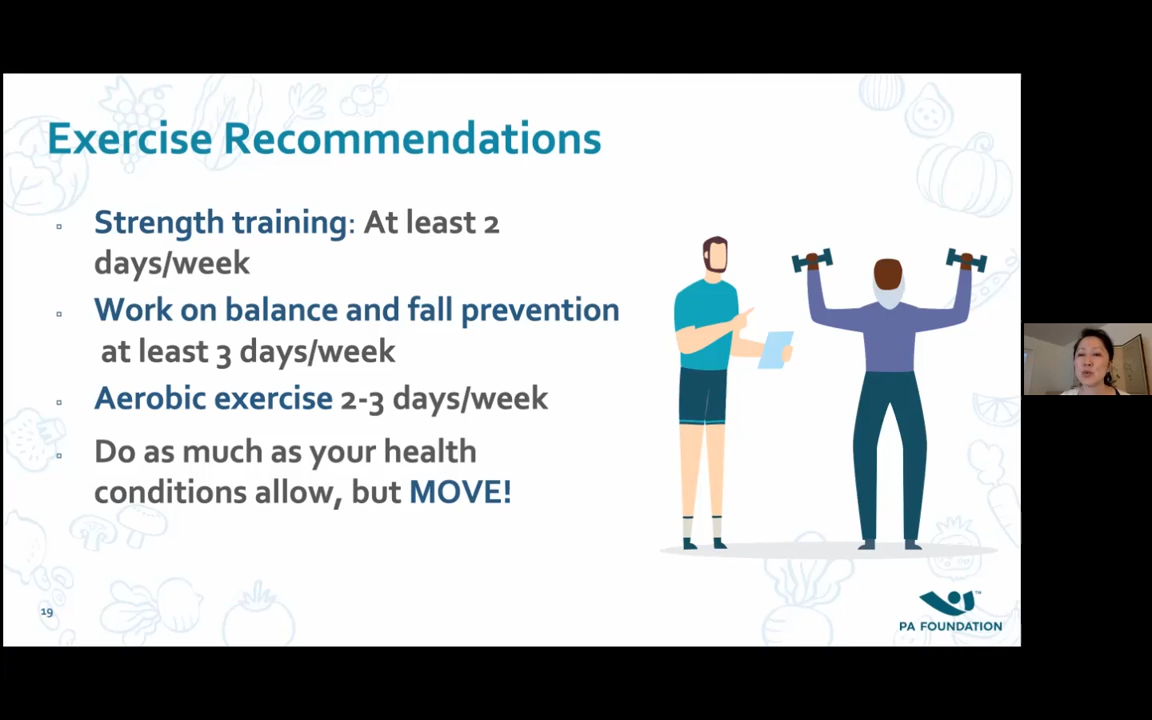 Exercise Recommendations
Strength training: At least 2
days/week
Work on balance and fall prevention
at least 3 days/week
Aerobic exercise 2-3 days/week
Do as much as your health
conditions allow, but MOVE!
19
PA FOUNDATION
TM